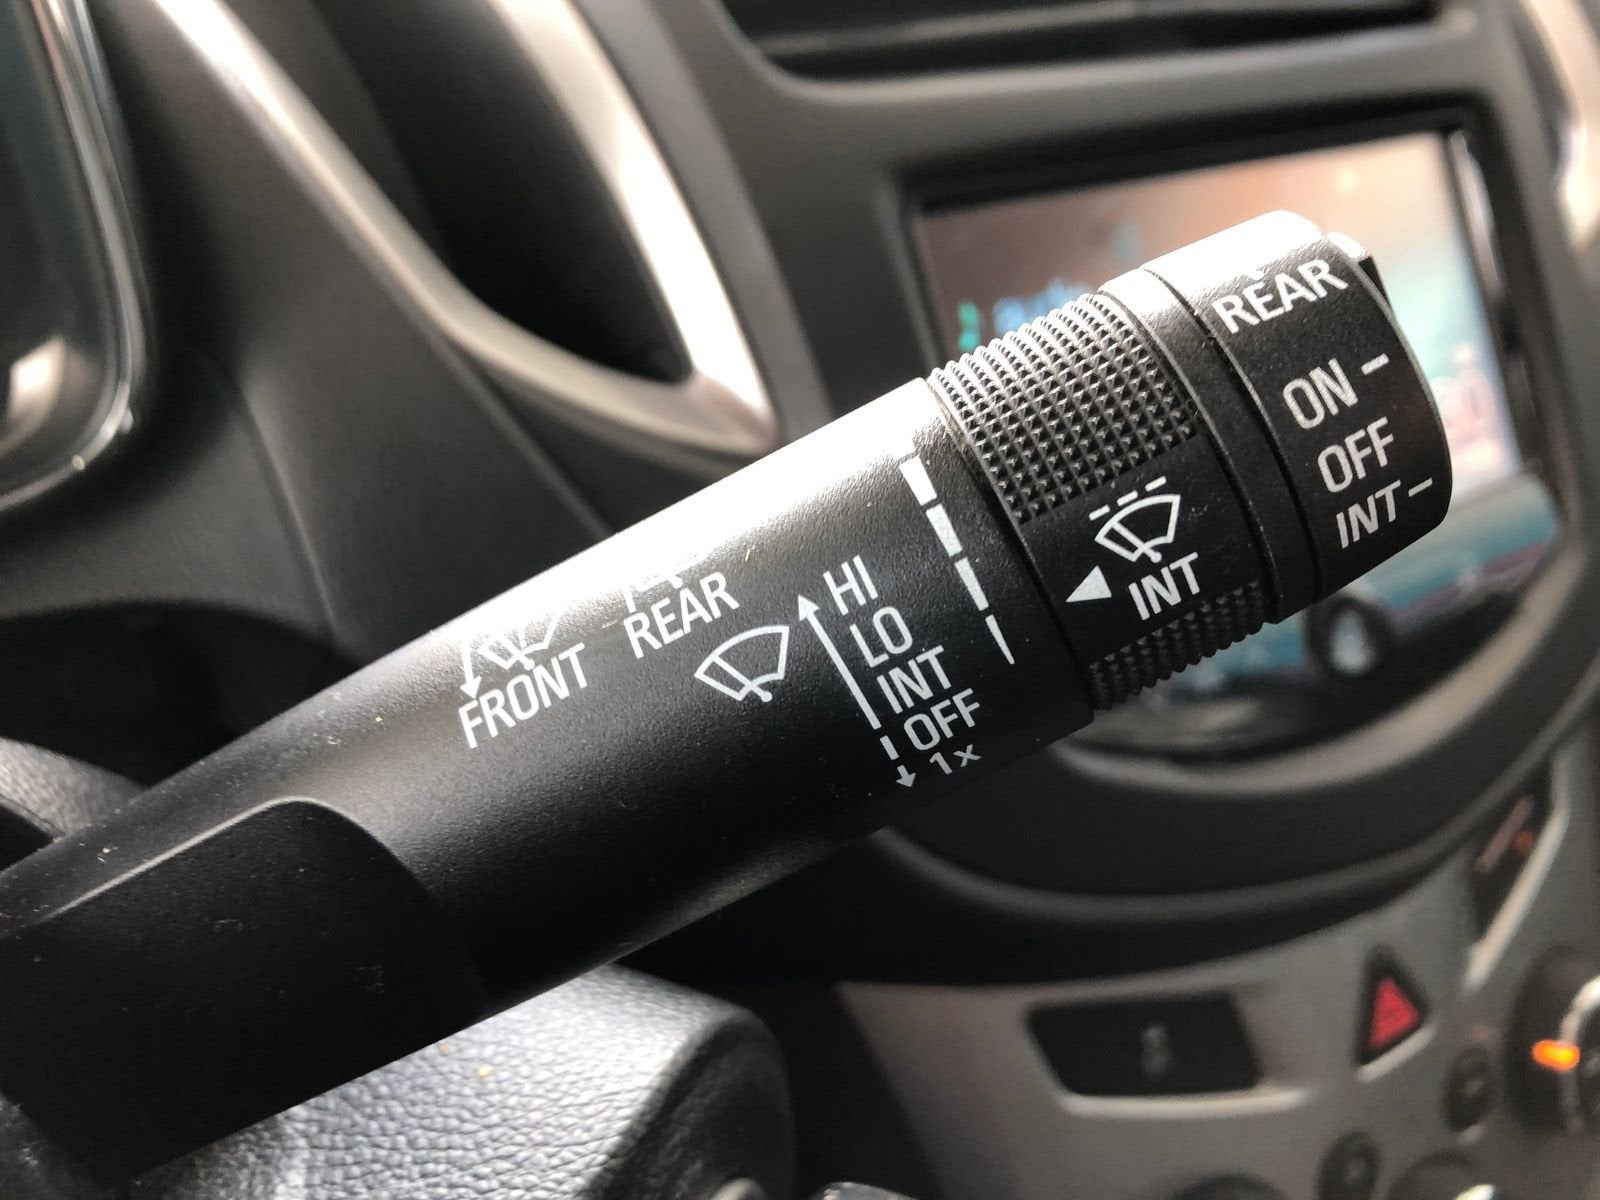 REAR
ON
OFF
INT
INT
HI
LO
INT
OFF
1x
REAR
FRONT